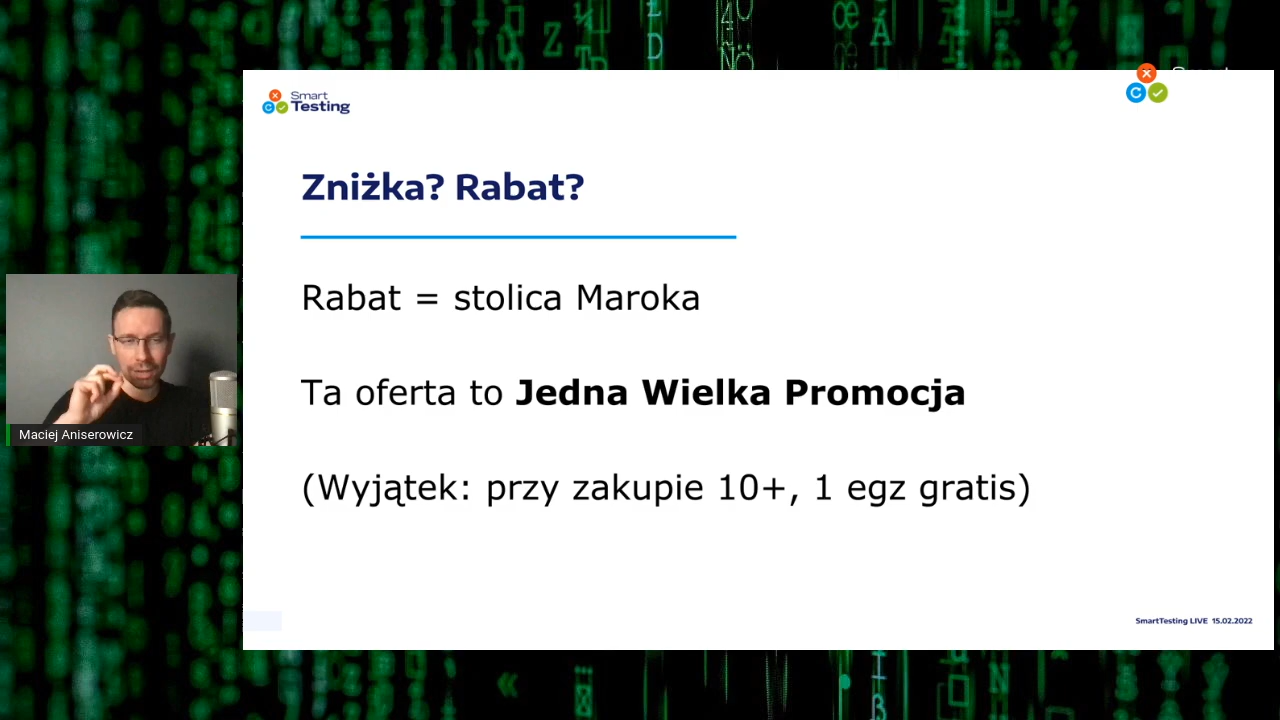 Smart
Testing
Zniżka? Rabat?
Rabat = stolica Maroka
Ta oferta to Jedna Wielka Promocja
(Wyjątek: przy zakupie 10+, 1 egz gratis)
Maciej Aniserowicz
SmartTesting LIVE 15.02.2022